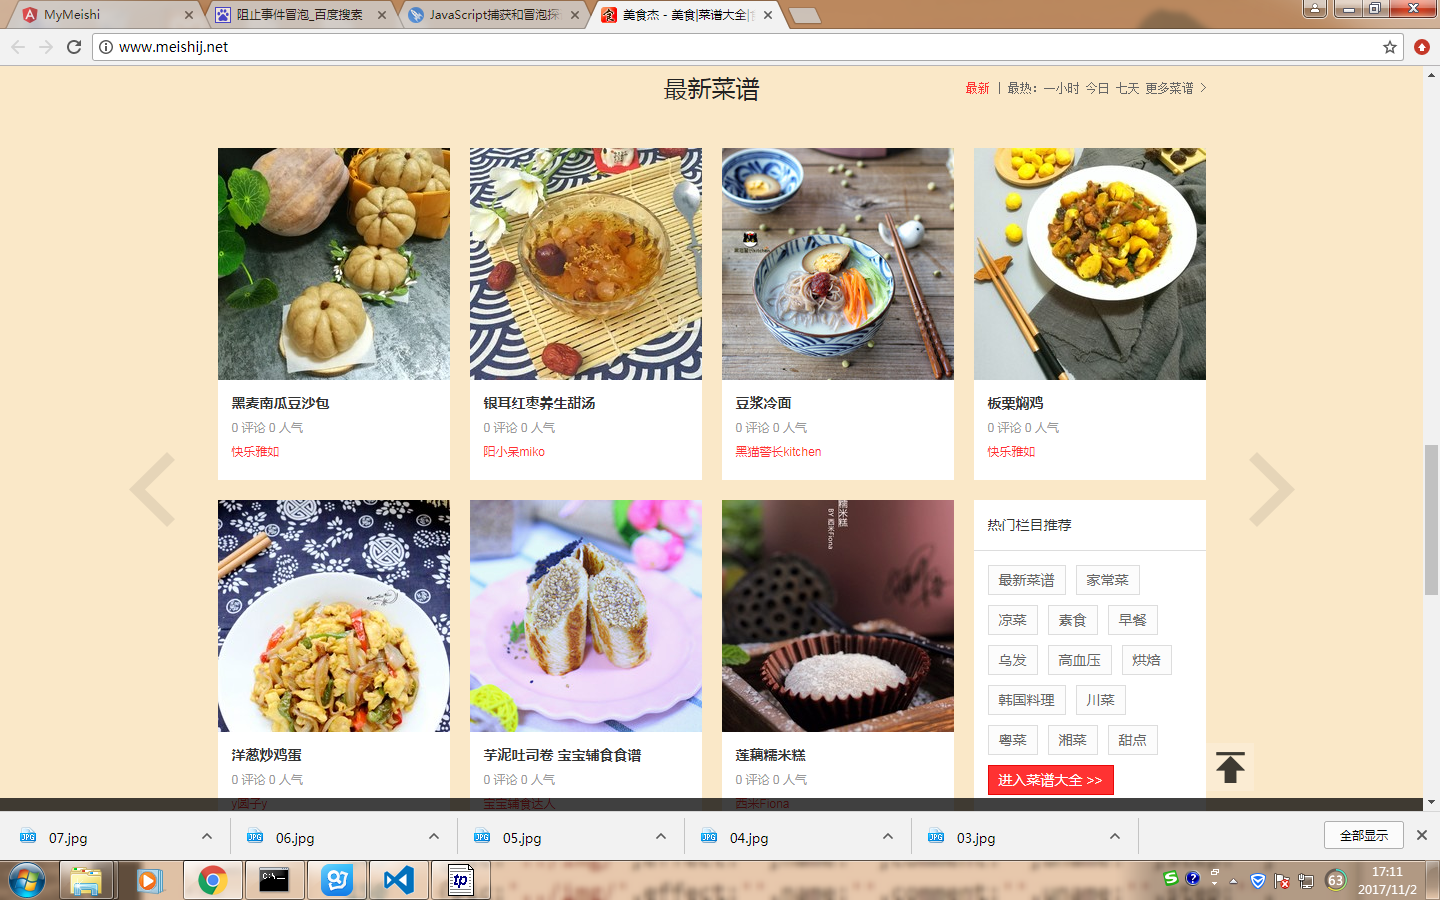 MyMeishi
阻止事件冒泡_百度搜索
JavaScript捕获和冒泡探
美食杰 - 美食|菜谱大全|
www.meishij.net
最新菜谱
最新 | 最热: 一小时 今日 七天 更多菜谱 >
黑麦南瓜豆沙包
0 评论 0 人气
快乐雅如
银耳红枣养生甜汤
0 评论 0 人气
阳小呆miko
豆浆冷面
0 评论 0 人气
黑猫警长kitchen
板栗焖鸡
0 评论 0 人气
快乐雅如
糯米糕
BY 西米Fiona
洋葱炒鸡蛋
0 评论 0 人气
y圆子y
芋泥吐司卷 宝宝辅食食谱
0 评论 0 人气
宝宝辅食达人
莲藕糯米糕
0 评论 0 人气
西米Fiona
热门栏目推荐
最新菜谱 家常菜
凉菜 素食 早餐
乌发 高血压 烘焙
韩国料理 川菜
粤菜 湘菜 甜点
进入菜谱大全 >>
07.jpg
06.jpg
05.jpg
04.jpg
03.jpg
全部显示
63
17:11
2017/11/2